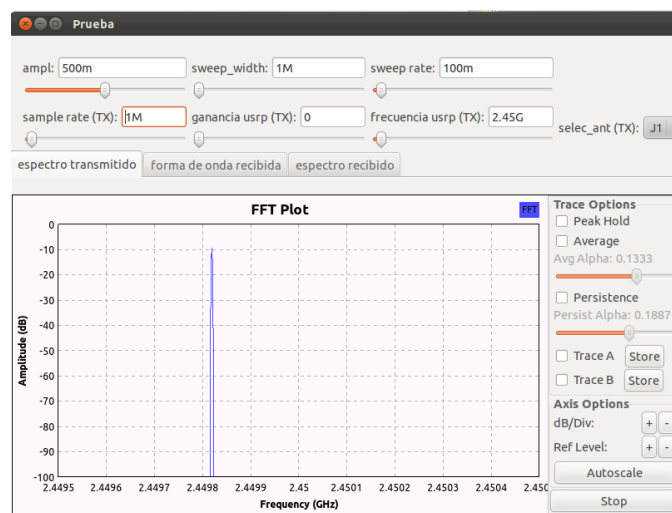 Prueba
ampl: 500m sweep_width: 1M sweep rate: 100m
sample rate (TX): 1M ganancia usrp (TX): 0 frecuencia usrp (TX): 2.45G selec_ant (TX): J1
espectro transmitido forma de onda recibida espectro recibido
FFT Plot
FFT
0
-10
-20
-30
-40
-50
-60
-70
-80
-90
-100
Amplitude (dB)
2.4495 2.4496 2.4497 2.4498 2.4499 2.45 2.4501 2.4502 2.4503 2.4504 2.450
Frequency (GHz)
Trace Options
Peak Hold
Average
Avg Alpha: 0.1333
Persistence
Persist Alpha: 0.1887
Trace A Store
Trace B Store
Axis Options
dB/Div: + -
Ref Level: + -
Autoscale
Stop